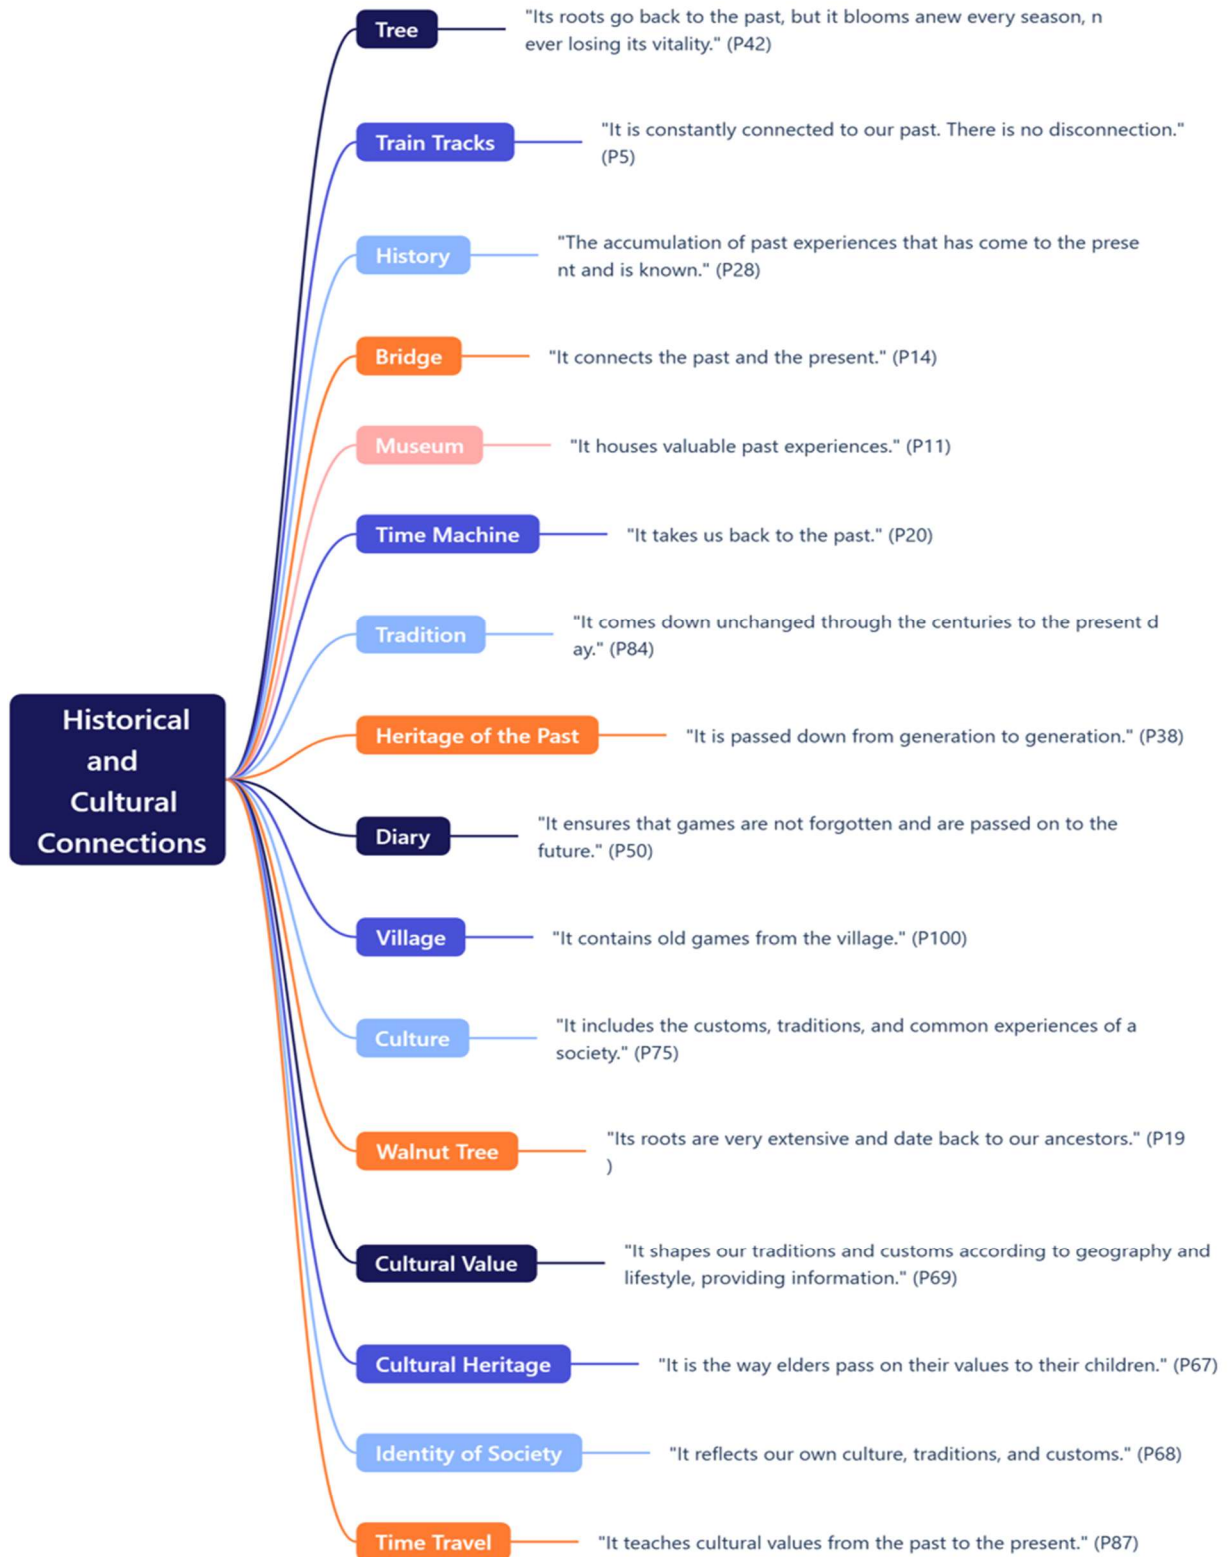 Tree
"Its roots go back to the past, but it blooms anew every season, n
ever losing its vitality." (P42)
Train Tracks
"It is constantly connected to our past. There is no disconnection."
(P5)
History
"The accumulation of past experiences that has come to the prese
nt and is known." (P28)
Bridge
"It connects the past and the present." (P14)
Museum
"It houses valuable past experiences." (P11)
Time Machine
"It takes us back to the past." (P20)
Tradition
"It comes down unchanged through the centuries to the present d
ay." (P84)
Historical
and
Cultural
Connections
Heritage of the Past
"It is passed down from generation to generation." (P38)
Diary
"It ensures that games are not forgotten and are passed on to the
future." (P50)
Village
"It contains old games from the village." (P100)
Culture
"It includes the customs, traditions, and common experiences of a
society." (P75)
Walnut Tree
"Its roots are very extensive and date back to our ancestors." (P19
)
Cultural Value
"It shapes our traditions and customs according to geography and
lifestyle, providing information." (P69)
Cultural Heritage
"It is the way elders pass on their values to their children." (P67)
Identity of Society
"It reflects our own culture, traditions, and customs." (P68)
Time Travel
"It teaches cultural values from the past to the present." (P87)